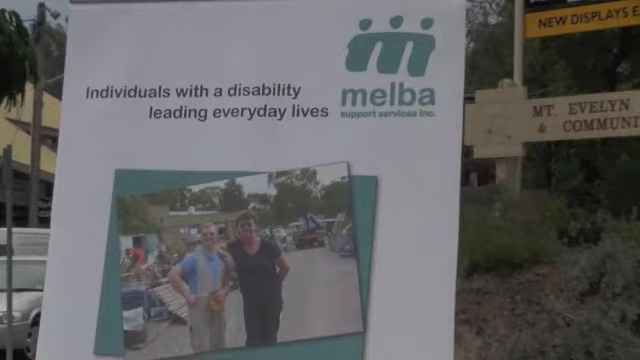 Individuals with a disability
leading everyday lives
melba
support services inc.
NEW DISPLAYS E
MT. EVELYN
& COMMUNI